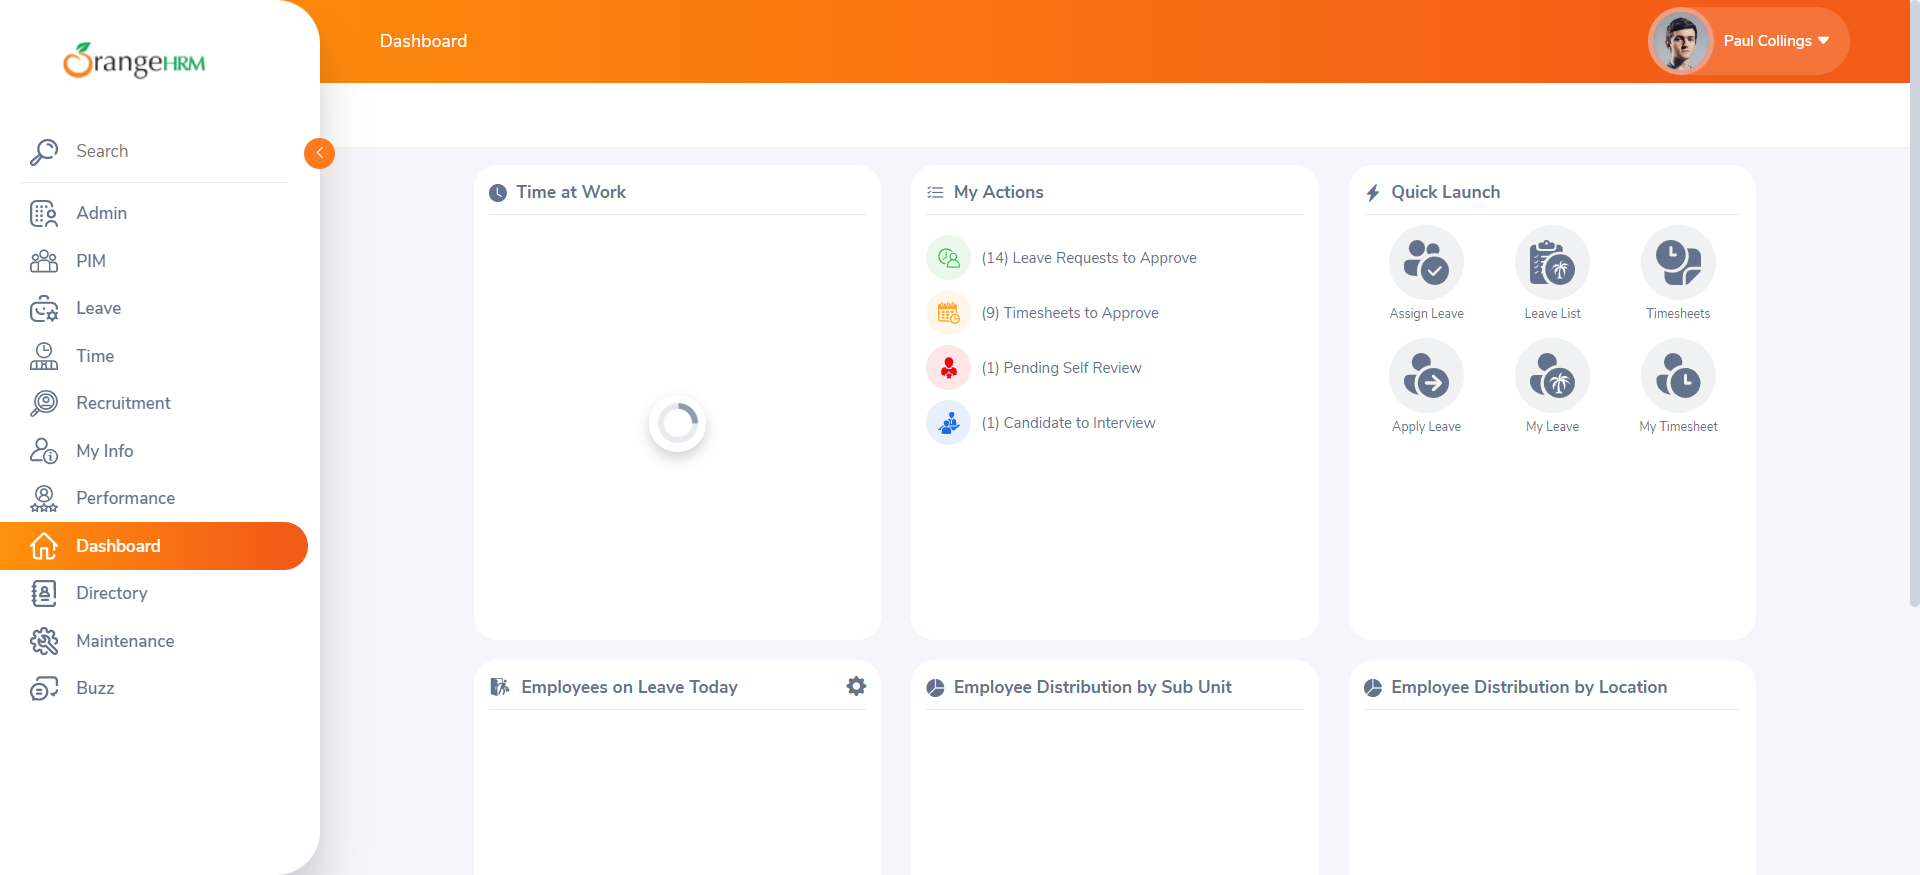 OrangeHRM
Dashboard
Paul Collings
Search
Admin
PIM
Leave
Time
Recruitment
My Info
Performance
Dashboard
Directory
Maintenance
Buzz
Time at Work
My Actions
(14) Leave Requests to Approve
(9) Timesheets to Approve
(1) Pending Self Review
(1) Candidate to Interview
Quick Launch
Assign Leave
Leave List
Timesheets
Apply Leave
My Leave
My Timesheet
Employees on Leave Today
Employee Distribution by Sub Unit
Employee Distribution by Location